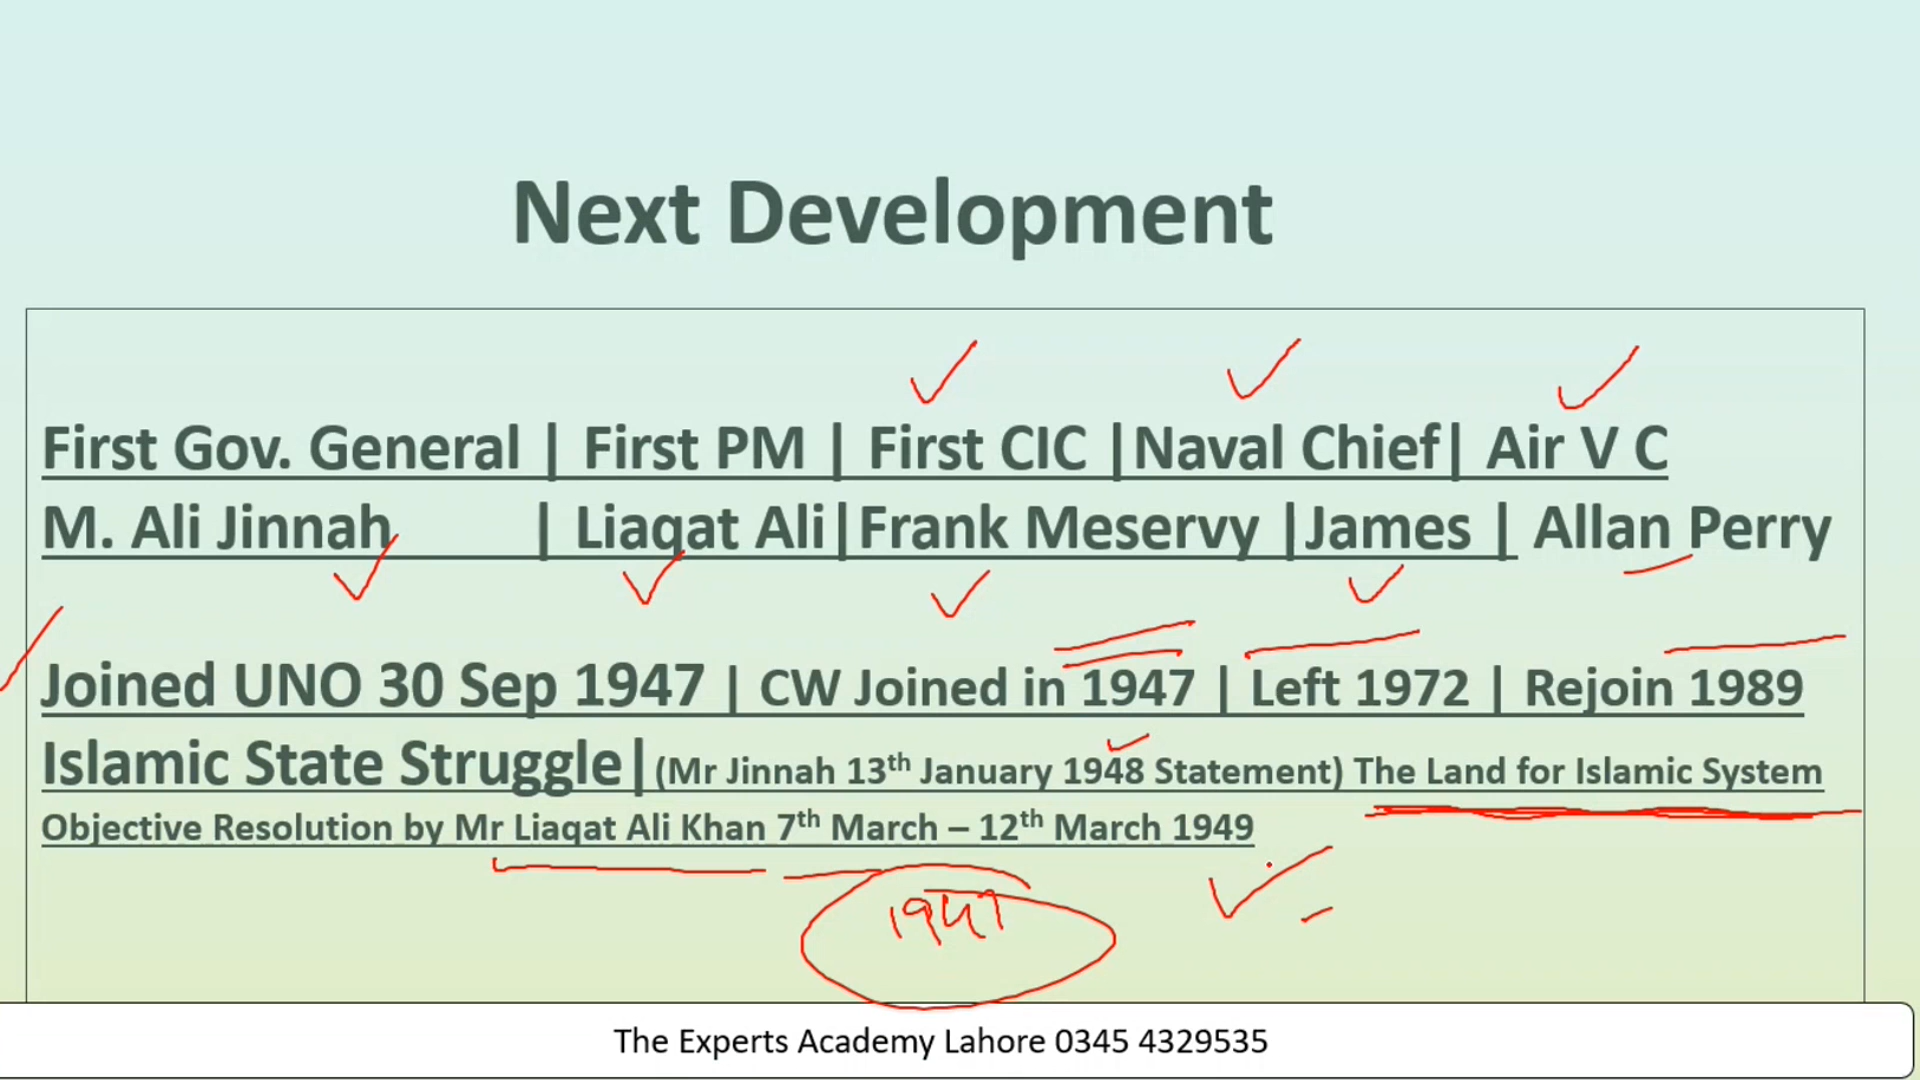 Next Development
First Gov. General | First PM | First CIC |Naval Chief| Air V C
M. Ali Jinnah | Liaqat Ali|Frank Meservy |James | Allan Perry
Joined UNO 30 Sep 1947 | CW Joined in 1947 | Left 1972 | Rejoin 1989
Islamic State Struggle|(Mr Jinnah 13th January 1948 Statement) The Land for Islamic System
Objective Resolution by Mr Liaqat Ali Khan 7th March – 12th March 1949
1947
The Experts Academy Lahore 0345 4329535